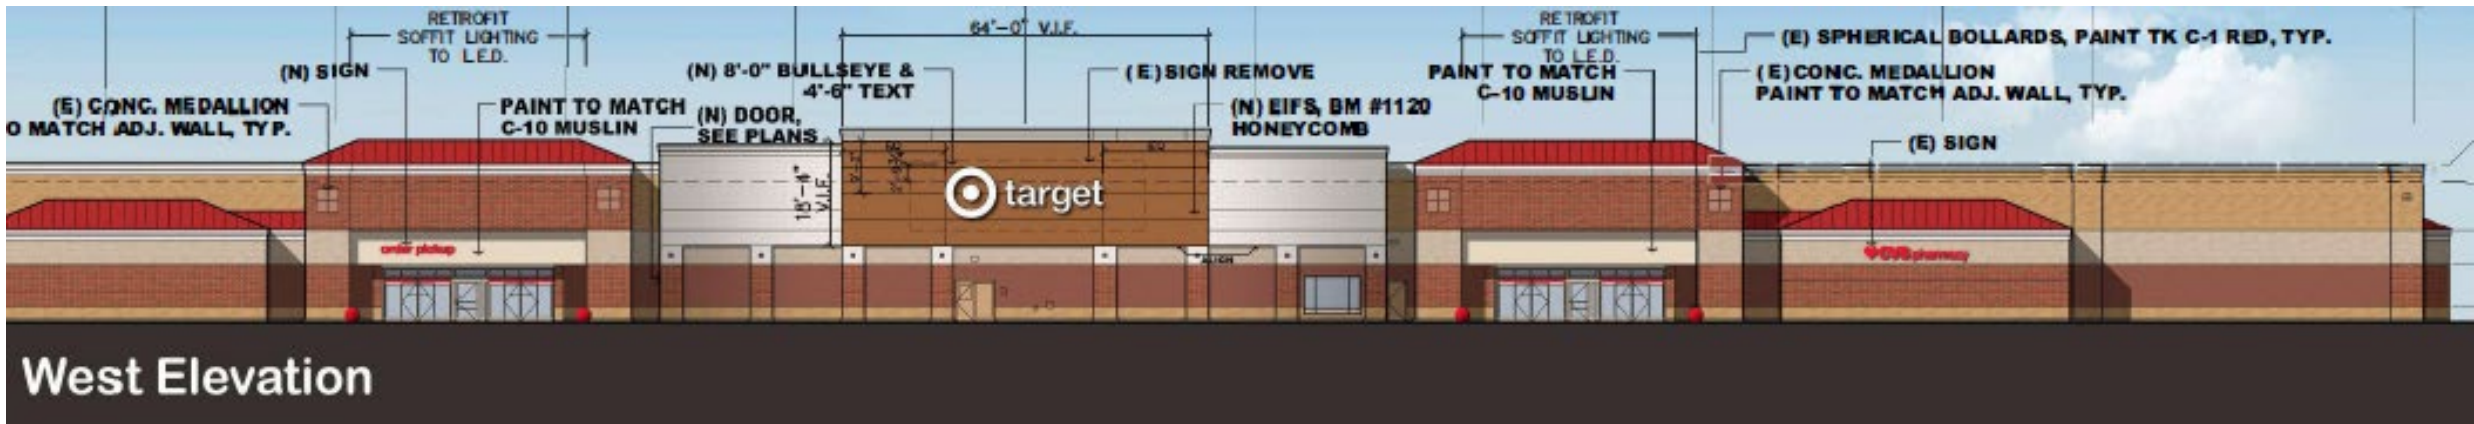 RETROFIT
SOFFIT LIGHTING
TO L.E.D.
(N) SIGN
(E) CONC. MEDALLION
O MATCH ADJ. WALL, TYP.
PAINT TO MATCH
C-10 MUSLIN
(N) 8'-0" BULLSEYE &
4'-6" TEXT
(N) DOOR,
SEE PLANS
64'-0" V.I.F.
(E) SIGN REMOVE
(N) EIFS, BM #1120
HONEYCOMB
RETROFIT
SOFFIT LIGHTING
TO L.E.D.
PAINT TO MATCH
C-10 MUSLIN
(E) SPHERICAL BOLLARDS, PAINT TK C-1 RED, TYP.
(E) CONC. MEDALLION
PAINT TO MATCH ADJ. WALL, TYP.
(E) SIGN
18'-4"
V.I.F.
EQ
target
order pickup
ALIGN
CVS pharmacy
West Elevation